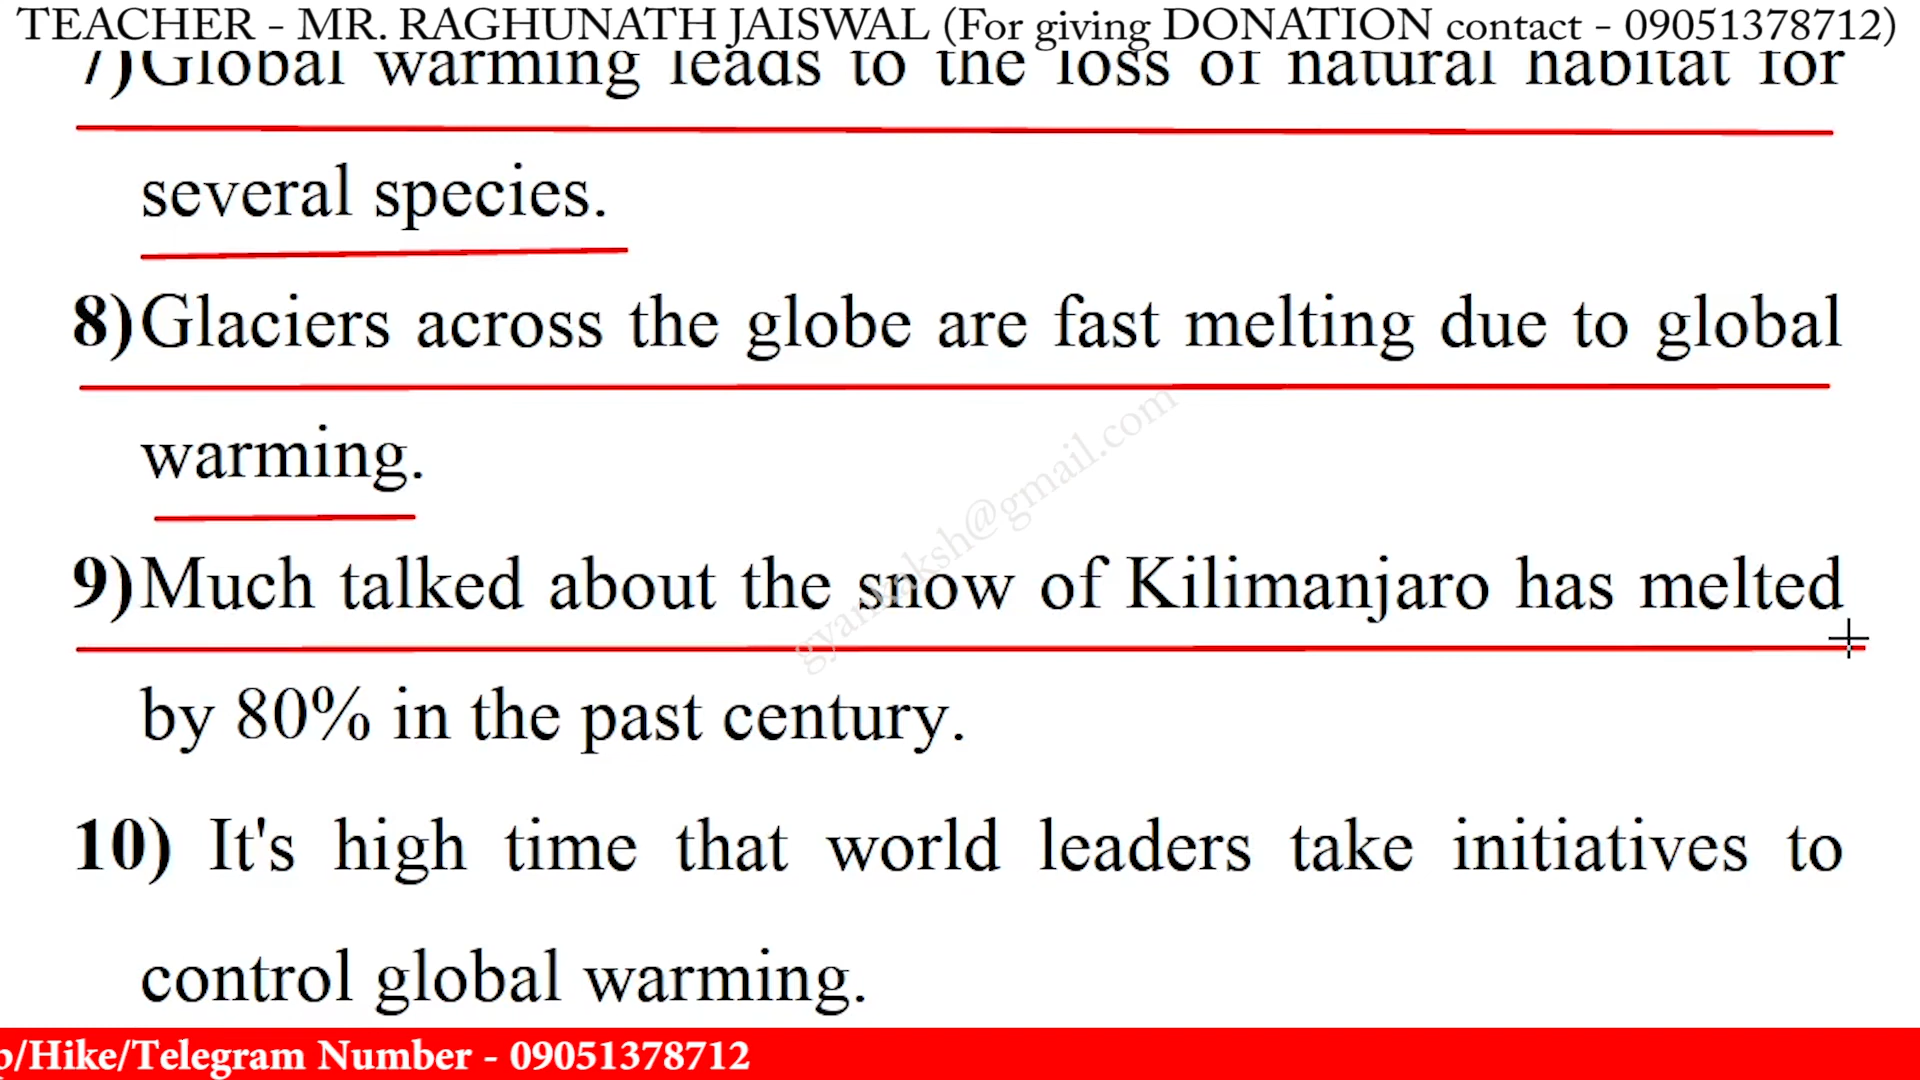 TEACHER - MR. RAGHUNATH JAISWAL (For giving DONATION contact - 09051378712)
7)Global warming leads to the loss of natural habitat for
several species.
8)Glaciers across the globe are fast melting due to global
warming.
9)Much talked about the snow of Kilimanjaro has melted
by 80% in the past century.
10) It's high time that world leaders take initiatives to
control global warming.
p/Hike/Telegram Number - 09051378712